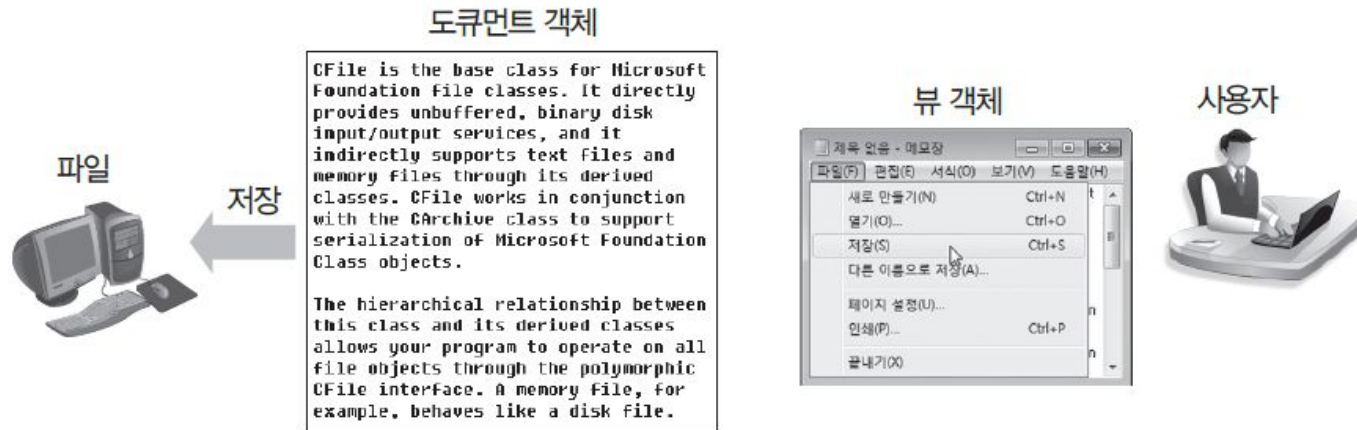 도큐먼트 객체
CFile is the base class for Microsoft
Foundation file classes. It directly
provides unbuffered, binary disk
input/output services, and it
indirectly supports text files and
memory files through its derived
classes. CFile works in conjunction
with the CArchive class to support
serialization of Microsoft Foundation
Class objects.
The hierarchical relationship between
this class and its derived classes
allows your program to operate on all
file objects through the polymorphic
CFile interface. A memory file, for
example, behaves like a disk file.
파일
저장
뷰 객체
제목 없음 - 메모장
파일(F) 편집(E) 서식(O) 보기(V) 도움말(H)
새로 만들기(N) Ctrl+N
열기(O)... Ctrl+O
저장(S) Ctrl+S
다른 이름으로 저장(A)...
페이지 설정(U)...
인쇄(P)... Ctrl+P
끝내기(X)
t
n
n
사용자